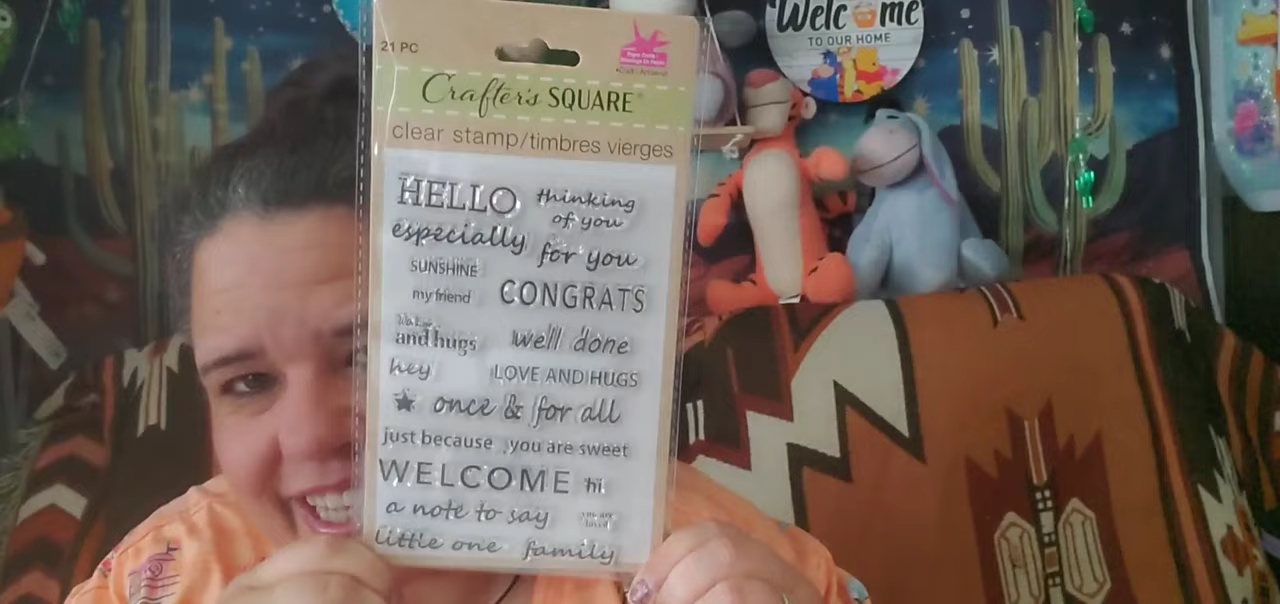 21 PC
Crafter's SQUARE
clear stamp/timbres vierges
HELLO
thinking
of you
especially
for you
SUNSHINE
my friend
CONGRATS
and hugs
well done
hey
LOVE AND HUGS
once & for all
just because
you are sweet
WELCOME
hi
a note to say
little one
family
Welcome
TO OUR HOME